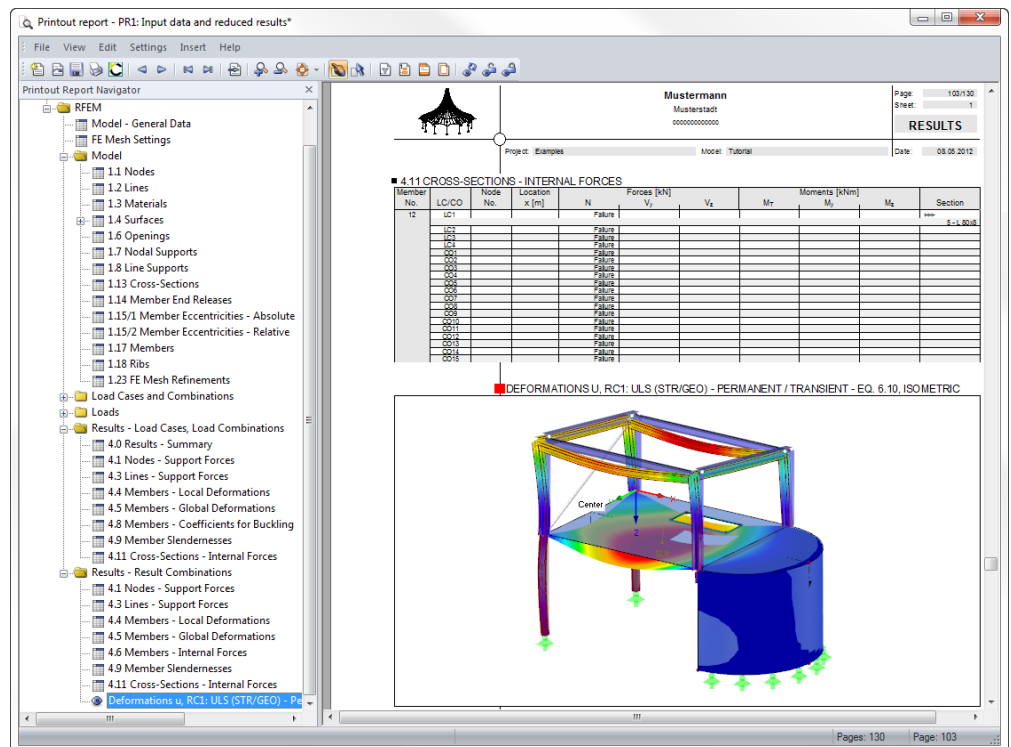 Printout report - PR1: Input data and reduced results*
File View Edit Settings Insert Help
Printout Report Navigator
RFEM
Model - General Data
FE Mesh Settings
Model
1.1 Nodes
1.2 Lines
1.3 Materials
1.4 Surfaces
1.6 Openings
1.7 Nodal Supports
1.8 Line Supports
1.13 Cross-Sections
1.14 Member End Releases
1.15/1 Member Eccentricities - Absolute
1.15/2 Member Eccentricities - Relative
1.17 Members
1.18 Ribs
1.23 FE Mesh Refinements
Load Cases and Combinations
Loads
Results - Load Cases, Load Combinations
4.0 Results - Summary
4.1 Nodes - Support Forces
4.3 Lines - Support Forces
4.4 Members - Local Deformations
4.5 Members - Global Deformations
4.8 Members - Coefficients for Buckling
4.9 Member Slendernesses
4.11 Cross-Sections - Internal Forces
Results - Result Combinations
4.1 Nodes - Support Forces
4.3 Lines - Support Forces
4.4 Members - Local Deformations
4.5 Members - Global Deformations
4.6 Members - Internal Forces
4.9 Member Slendernesses
4.11 Cross-Sections - Internal Forces
Deformations u, RC1: ULS (STR/GEO) - Pe
Mustermann
Musterstadt
000000000000
Page: 103/130
Sheet: 1
RESULTS
Project: Examples Model: Tutorial Date: 08.05.2012
4.11 CROSS-SECTIONS - INTERNAL FORCES
Member Node Location Forces [kN] Moments [kNm]
No. LC/CO No. x [m] N Vy Vz MT My Mz Section
12 LC1 Failure
5 - L 80x8
LC2 Failure
LC3 Failure
LC4 Failure
CO1 Failure
CO2 Failure
CO3 Failure
CO4 Failure
CO5 Failure
CO6 Failure
CO7 Failure
CO8 Failure
CO9 Failure
CO10 Failure
CO11 Failure
CO12 Failure
CO13 Failure
CO14 Failure
CO15 Failure
DEFORMATIONS U, RC1: ULS (STR/GEO) - PERMANENT / TRANSIENT - EQ. 6.10, ISOMETRIC
Center
Z
Pages: 130 Page: 103